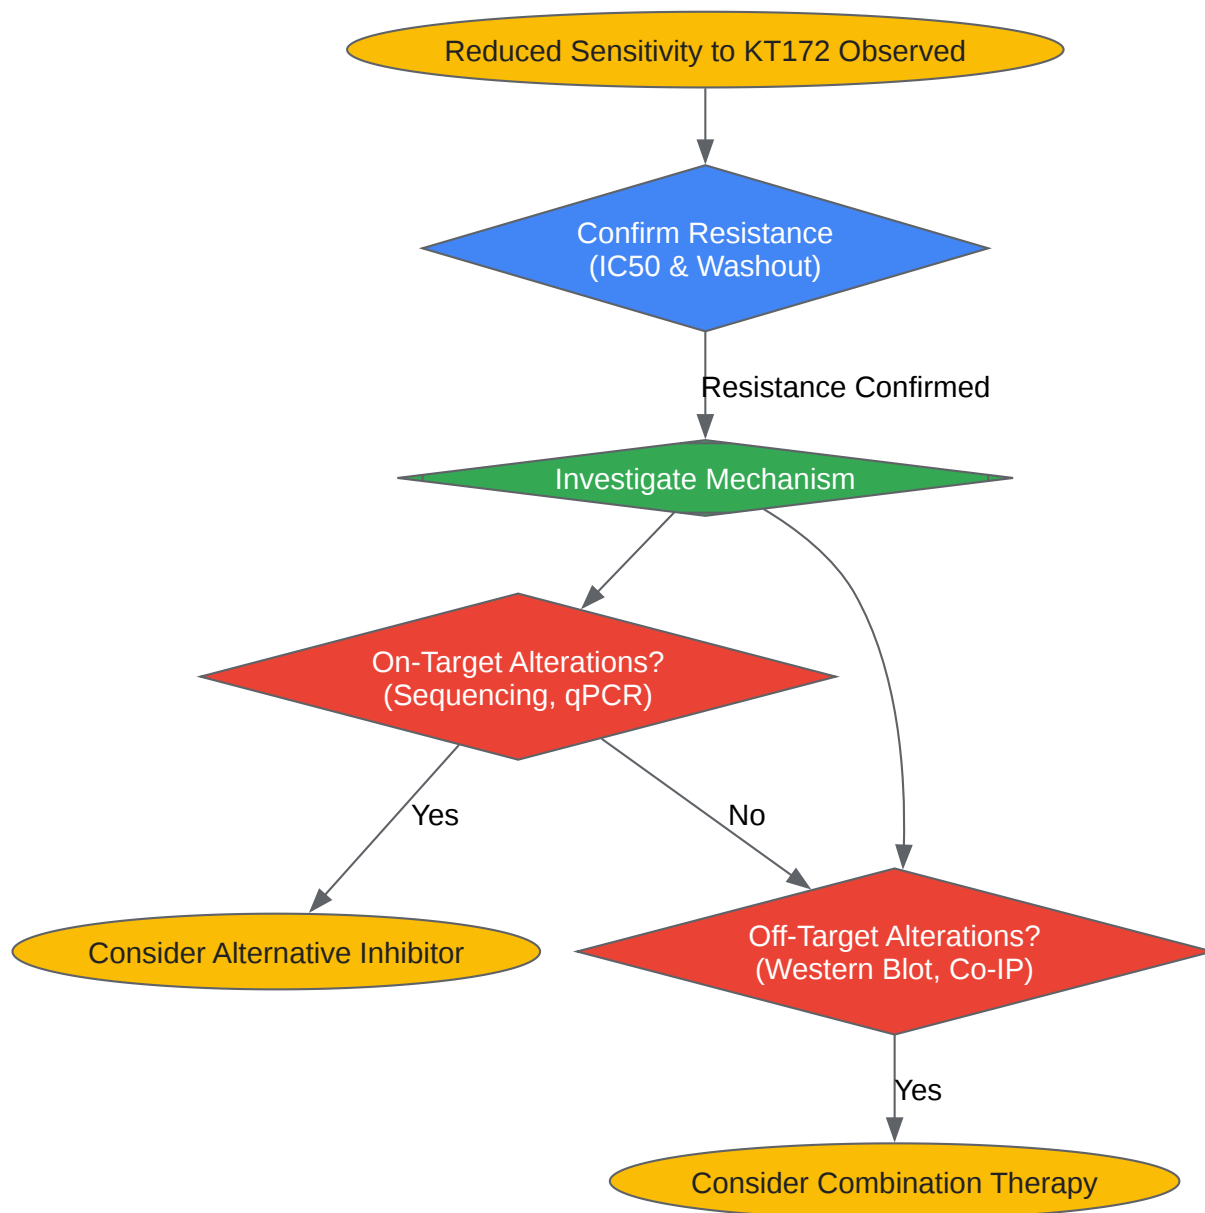 Reduced Sensitivity to KT172 Observed
Confirm Resistance
(IC50 & Washout)
Resistance Confirmed
Investigate Mechanism
On-Target Alterations?
(Sequencing, qPCR)
Yes
No
Consider Alternative Inhibitor
Off-Target Alterations?
(Western Blot, Co-IP)
Yes
Consider Combination Therapy